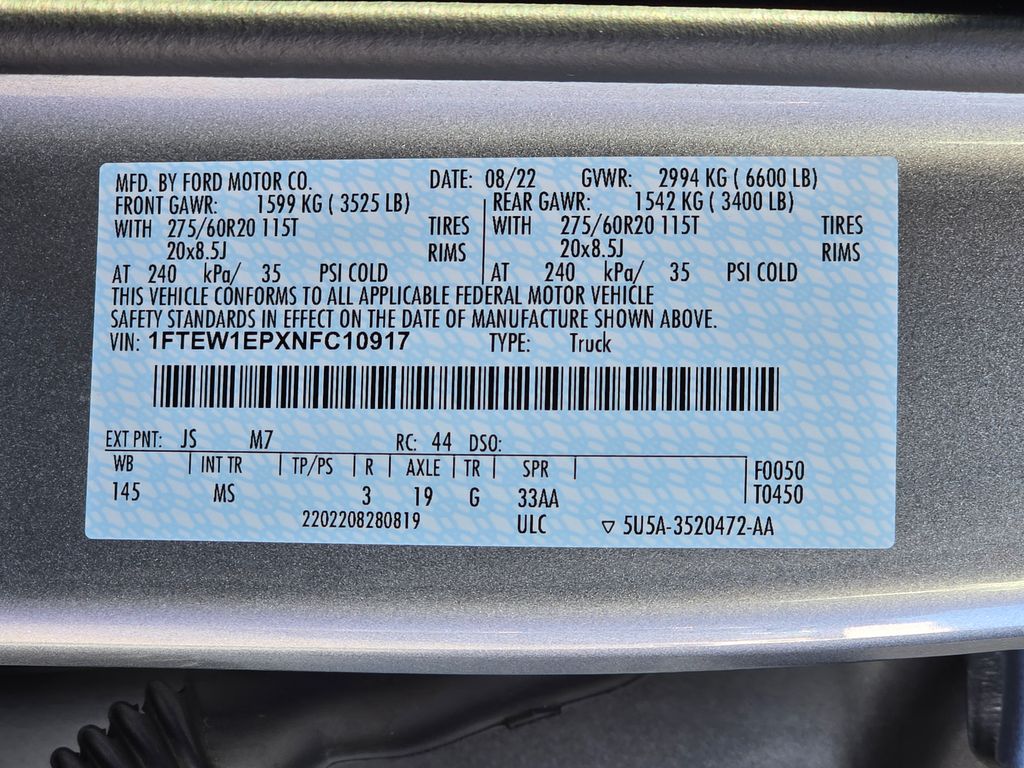 MFD. BY FORD MOTOR CO. DATE: 08/22 GVWR: 2994 KG ( 6600 LB)
FRONT GAWR: 1599 KG ( 3525 LB) REAR GAWR: 1542 KG ( 3400 LB)
WITH 275/60R20 115T TIRES WITH 275/60R20 115T TIRES
20x8.5J RIMS 20x8.5J RIMS
AT 240 kPa/ 35 PSI COLD AT 240 kPa/ 35 PSI COLD
THIS VEHICLE CONFORMS TO ALL APPLICABLE FEDERAL MOTOR VEHICLE
SAFETY STANDARDS IN EFFECT ON THE DATE OF MANUFACTURE SHOWN ABOVE.
VIN: 1FTEW1EPXNFC10917 TYPE: Truck
EXT PNT: JS M7 RC: 44 DSO:
WB INT TR TP/PS R AXLE TR SPR F0050
145 MS 3 19 G 33AA T0450
2202208280819 ULC ▽ 5U5A-3520472-AA